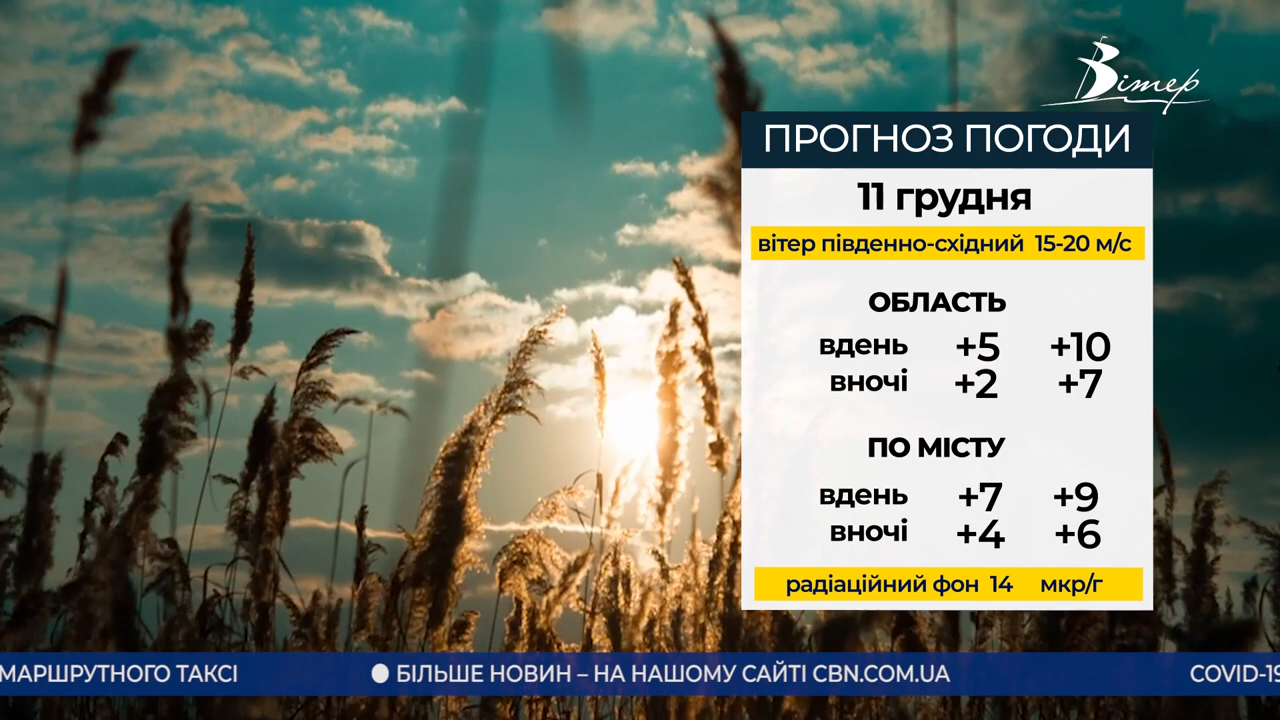 Вітер
ПРОГНОЗ ПОГОДИ
11 грудня
вітер південно-східний 15-20 м/с
ОБЛАСТЬ
вдень +5 +10
вночі +2 +7
ПО МІСТУ
вдень +7 +9
вночі +4 +6
радіаційний фон 14 мкр/г
МАРШРУТНОГО ТАКСІ ● БІЛЬШЕ НОВИН – НА НАШОМУ САЙТІ CBN.COM.UA COVID-19